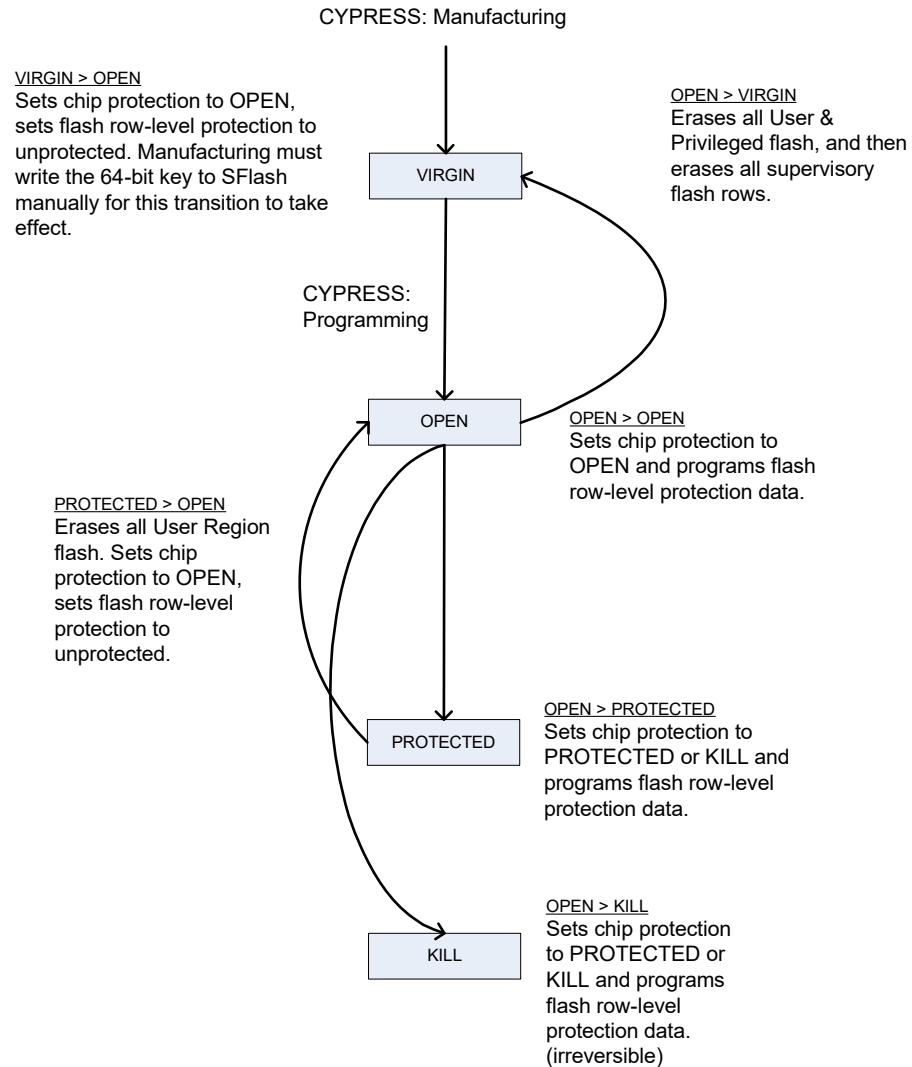 CYPRESS: Manufacturing
VIRGIN > OPEN
Sets chip protection to OPEN,
sets flash row-level protection to
unprotected. Manufacturing must
write the 64-bit key to SFlash
manually for this transition to take
effect.
OPEN > VIRGIN
Erases all User &
Privileged flash, and then
erases all supervisory
flash rows.
VIRGIN
CYPRESS:
Programming
OPEN
OPEN > OPEN
Sets chip protection to
OPEN and programs flash
row-level protection data.
PROTECTED > OPEN
Erases all User Region
flash. Sets chip
protection to OPEN,
sets flash row-level
protection to
unprotected.
PROTECTED
OPEN > PROTECTED
Sets chip protection to
PROTECTED or KILL and
programs flash row-level
protection data.
KILL
OPEN > KILL
Sets chip protection
to PROTECTED or
KILL and programs
flash row-level
protection data.
(irreversible)